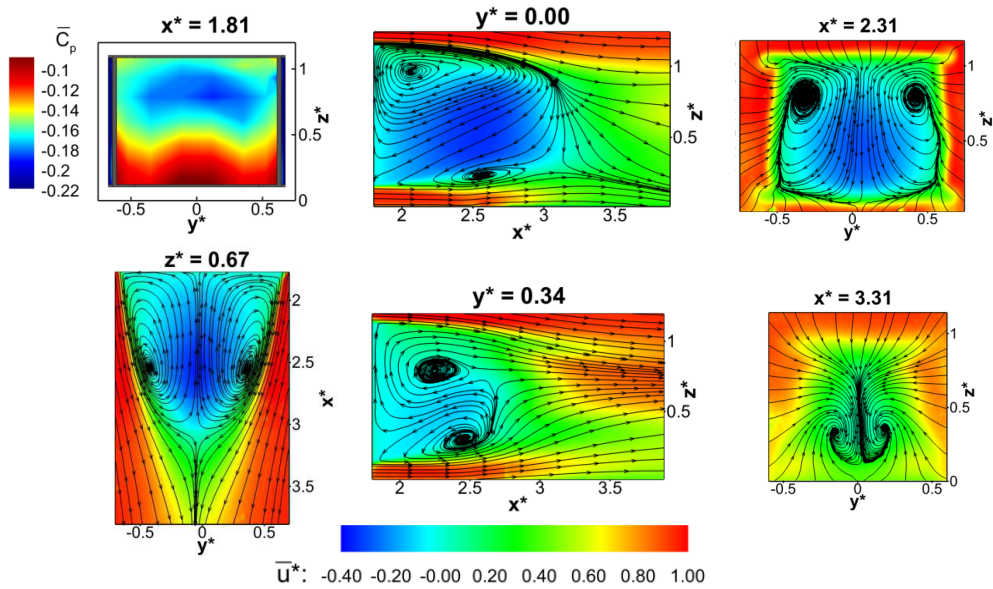 x* = 1.81
C̅p
-0.1
-0.12
-0.14
-0.16
-0.18
-0.2
-0.22
1
0.5
0
z*
-0.5 0 0.5
y*
y* = 0.00
1
0.5
z*
2 2.5 3 3.5
x*
x* = 2.31
1
0.5
z*
-0.5 0 0.5
y*
z* = 0.67
2
2.5
3
3.5
x*
-0.5 0 0.5
y*
y* = 0.34
1
0.5
z*
2 2.5 3 3.5
x*
x* = 3.31
1
0.5
0
z*
-0.5 0 0.5
y*
u̅*: -0.40 -0.20 -0.00 0.20 0.40 0.60 0.80 1.00